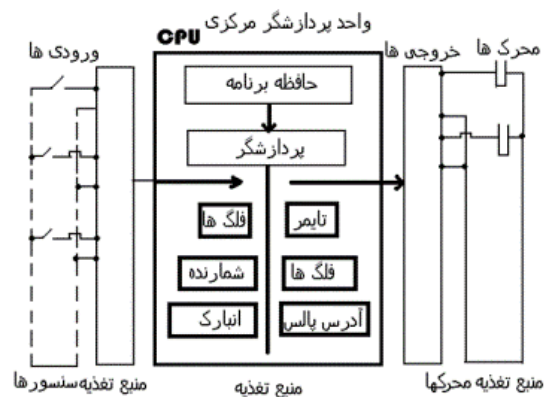 واحد پردازشگر مرکزی
CPU
محرک ها
خروجی ها
ورودی ها
حافظه برنامه
پردازشگر
تایمر
فلگ ها
فلگ ها
شمارنده
آدرس پالس
انبارک
منبع تغذیه محرکها
منبع تغذیه
منبع تغذیه
سنسورها